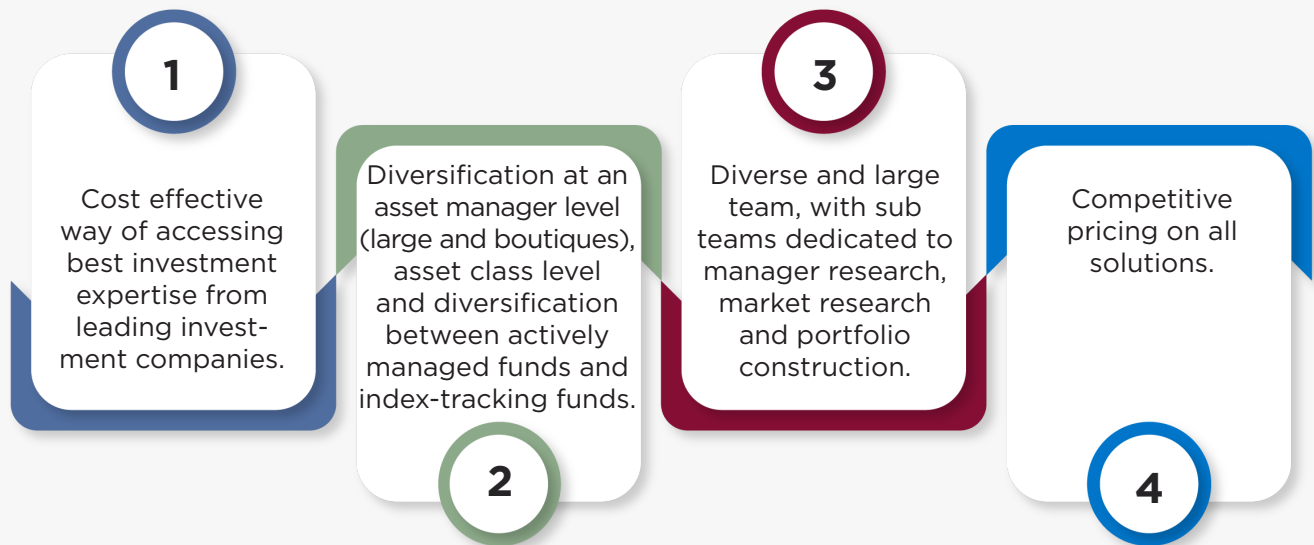 1
Cost effective
way of accessing
best investment
expertise from
leading invest-
ment companies.
Diversification at an
asset manager level
(large and boutiques),
asset class level
and diversification
between actively
managed funds and
index-tracking funds.
2
3
Diverse and large
team, with sub
teams dedicated to
manager research,
market research
and portfolio
construction.
Competitive
pricing on all
solutions.
4